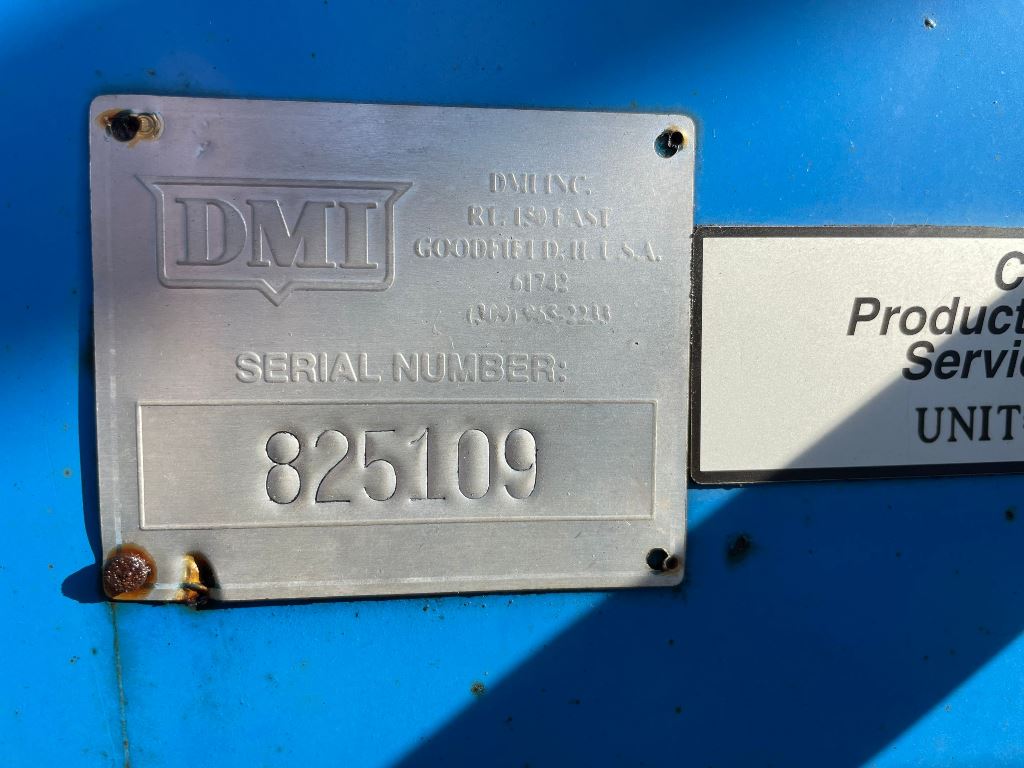 DMI
DMI INC.
RT. 150 EAST
GOODFIELD, IL U.S.A.
61742
SERIAL NUMBER:
825109
C
Product
Servic
UNIT-